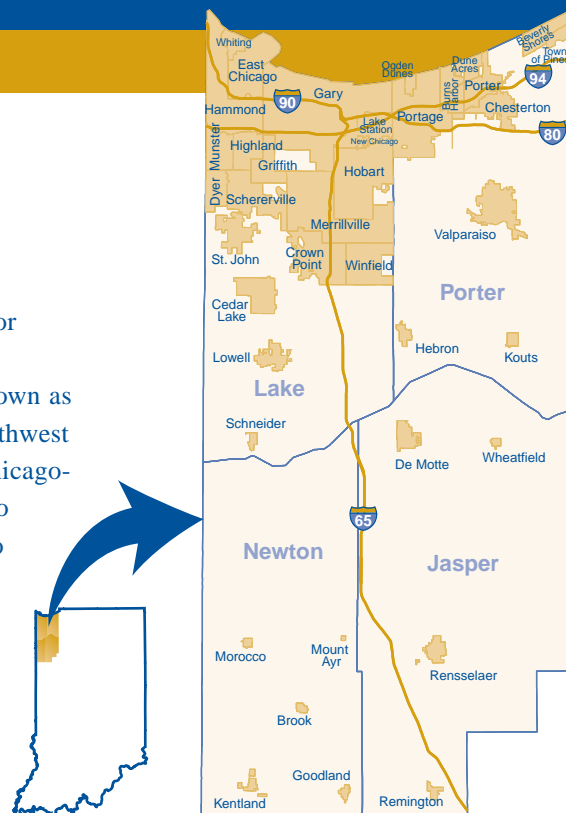 or
own as
thwest
hicago-
o
o
Whiting
East
Chicago
Ogden
Dunes
Dune
Acres
Beverly
Shores
Town
of Pines
94
Gary
90
Burns
Harbor
Porter
Hammond
Chesterton
Lake
Station
Portage
80
New Chicago
Munster
Highland
Griffith
Hobart
Dyer
Schererville
Merrillville
Valparaiso
St. John
Crown
Point
Winfield
Porter
Cedar
Lake
Hebron
Kouts
Lowell
Lake
Schneider
De Motte
Wheatfield
65
Newton
Jasper
Morocco
Mount
Ayr
Rensselaer
Brook
Goodland
Kentland
Remington